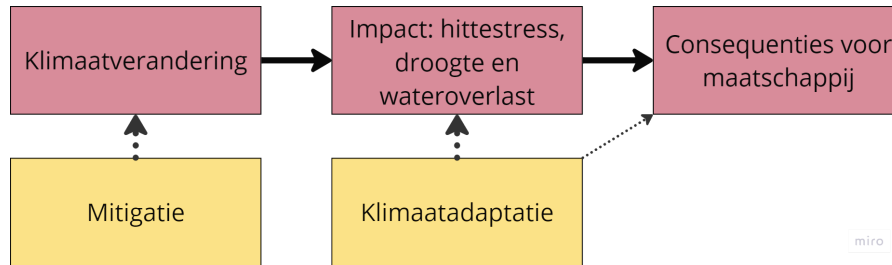 Klimaatverandering
Impact: hittestress,
droogte en
wateroverlast
Consequenties voor
maatschappij
Mitigatie
Klimaatadaptatie
miro